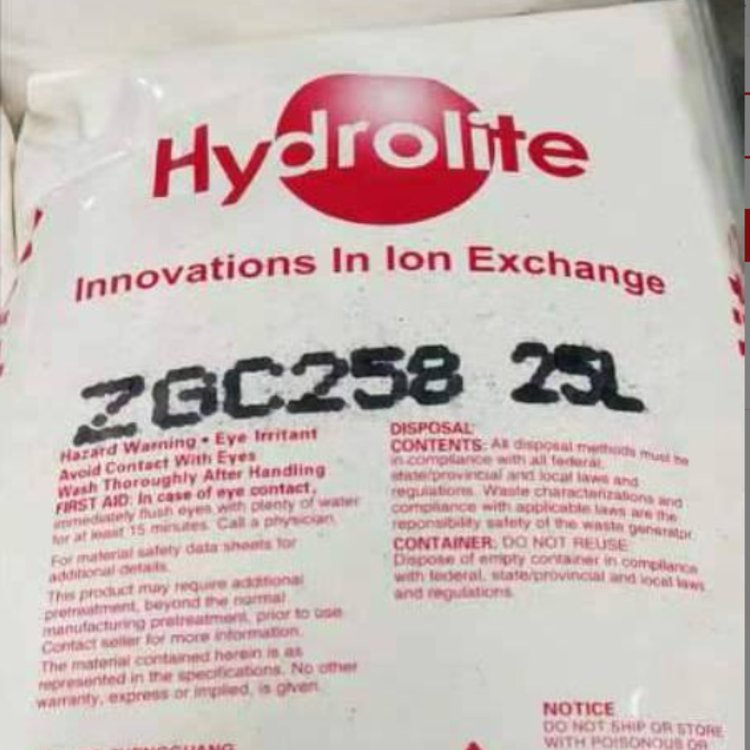 Hydrolite
Innovations In Ion Exchange
ZGC258 25L
Hazard Warning • Eye Irritant
Avoid Contact With Eyes
Wash Thoroughly After Handling
FIRST AID: In case of eye contact,
immediately flush eyes with plenty of water
for at least 15 minutes. Call a physician.
For material safety data sheets for
additional details.
This product may require additional
pretreatment, beyond the normal
manufacturing pretreatment, prior to use
Contact seller for more information.
The material contained herein is as
represented in the specifications. No other
warranty, express or implied, is given.
DISPOSAL:
CONTENTS: All disposal methods must be
in compliance with all federal,
state/provincial and local laws and
regulations. Waste characterizations and
compliance with applicable laws are the
reponsibility safety of the waste generator.
CONTAINER: DO NOT REUSE
Dispose of empty container in compliance
with federal, state/provincial and local laws
and regulations.
NOTICE
DO NOT SHIP OR STORE
WITH POISONOUS OR